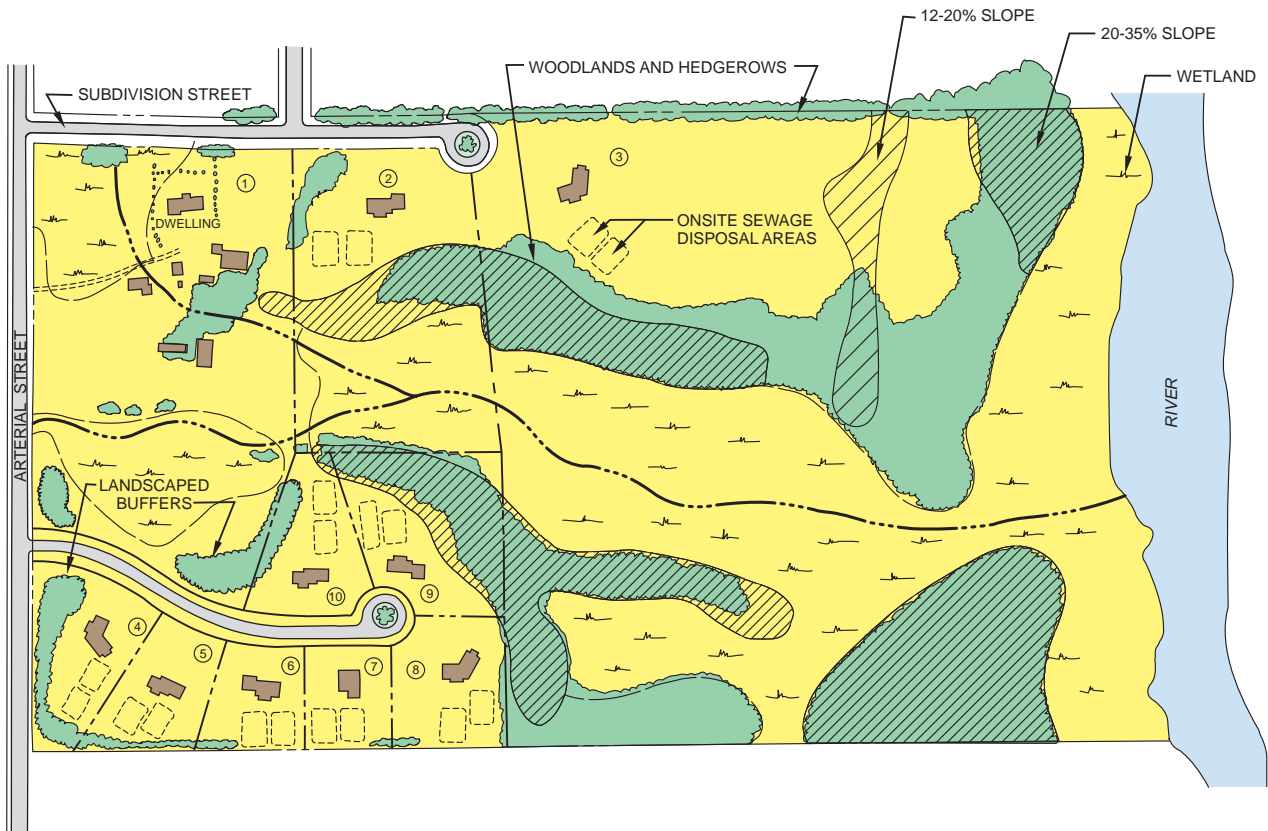 12-20% SLOPE
20-35% SLOPE
WOODLANDS AND HEDGEROWS
WETLAND
SUBDIVISION STREET
3
1
2
DWELLING
ONSITE SEWAGE
DISPOSAL AREAS
ARTERIAL STREET
RIVER
LANDSCAPED
BUFFERS
10
9
4
5
6
7
8